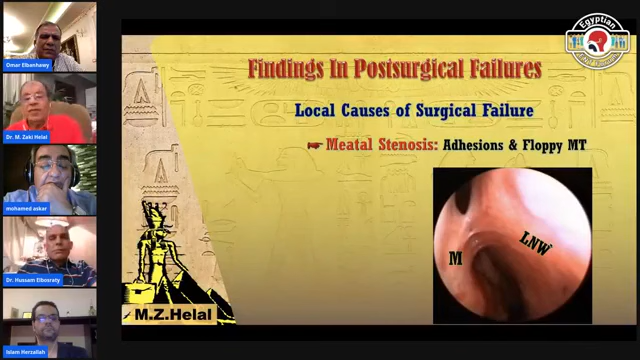 Omar Elbanhawy
Dr. M. Zaki Helal
mohamed askar
Dr. Hussam Elbosraty
Islam Herzallah
Egyptian
Findings In Postsurgical Failures
Local Causes of Surgical Failure
Meatal Stenosis: Adhesions & Floppy MT
M
LNW
M.Z.Helal